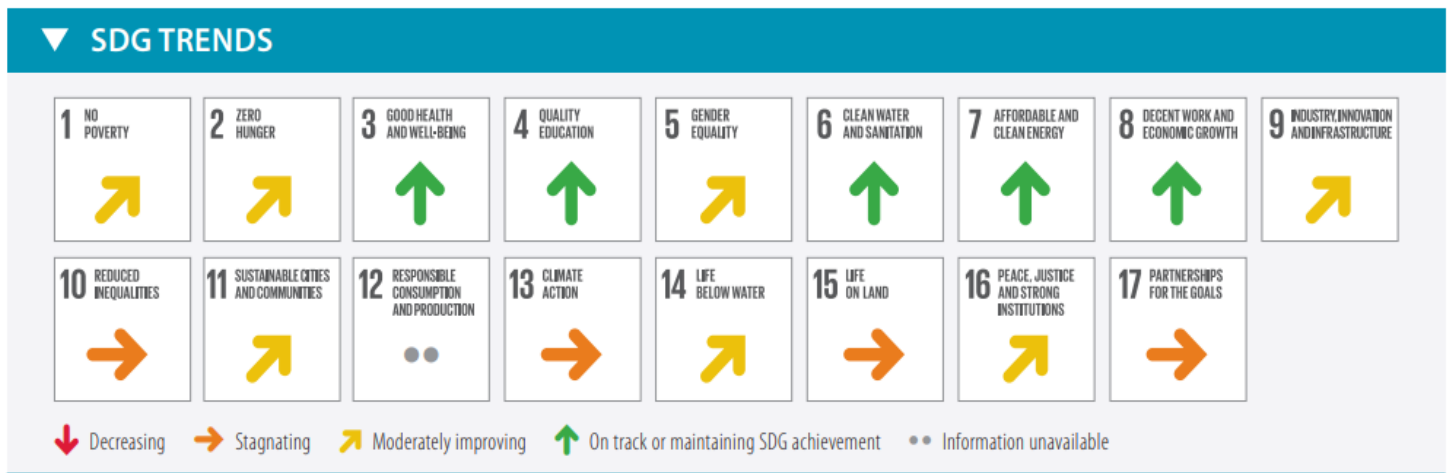 ▼ SDG TRENDS
1 NO POVERTY
2 ZERO HUNGER
3 GOOD HEALTH AND WELL-BEING
4 QUALITY EDUCATION
5 GENDER EQUALITY
6 CLEAN WATER AND SANITATION
7 AFFORDABLE AND CLEAN ENERGY
8 DECENT WORK AND ECONOMIC GROWTH
9 INDUSTRY, INNOVATION AND INFRASTRUCTURE
10 REDUCED INEQUALITIES
11 SUSTAINABLE CITIES AND COMMUNITIES
12 RESPONSIBLE CONSUMPTION AND PRODUCTION
13 CLIMATE ACTION
14 LIFE BELOW WATER
15 LIFE ON LAND
16 PEACE, JUSTICE AND STRONG INSTITUTIONS
17 PARTNERSHIPS FOR THE GOALS
Decreasing Stagnating Moderately improving On track or maintaining SDG achievement Information unavailable